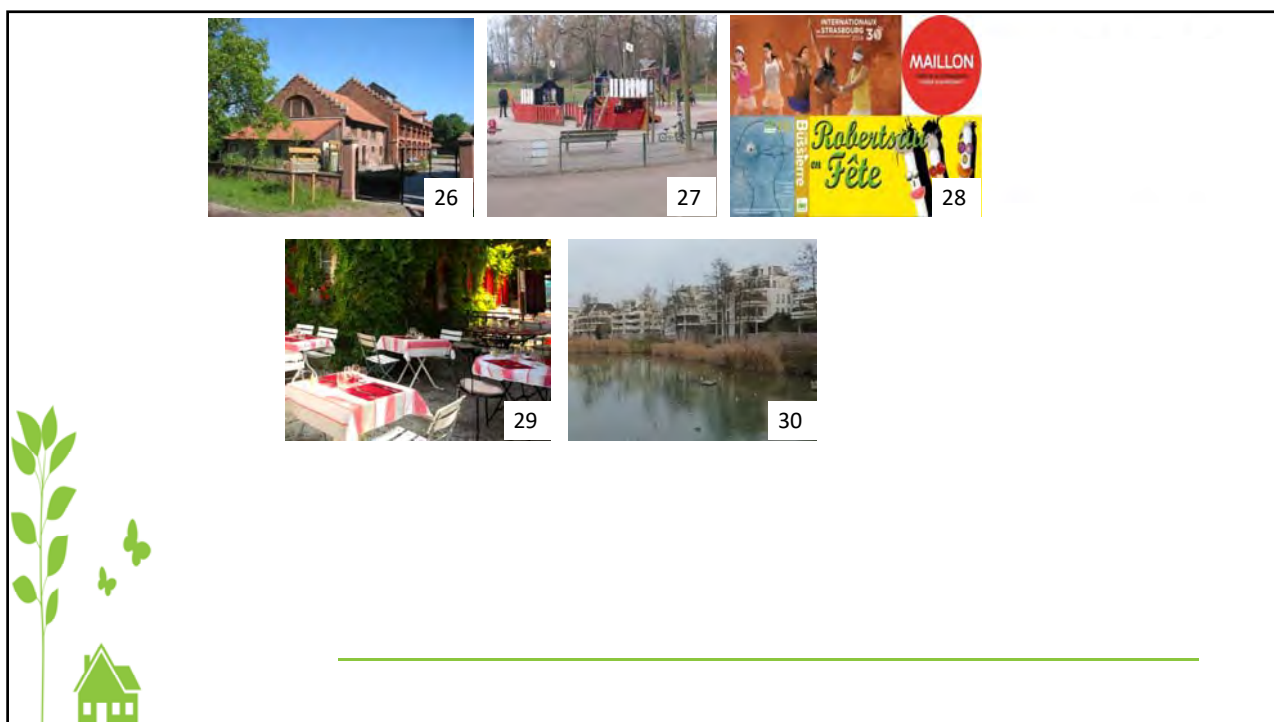 26
27
INTERNATIONAUX
DE STRASBOURG
30
MAILLON
Bussierre
Robertsau
en
Fête
28
29
30